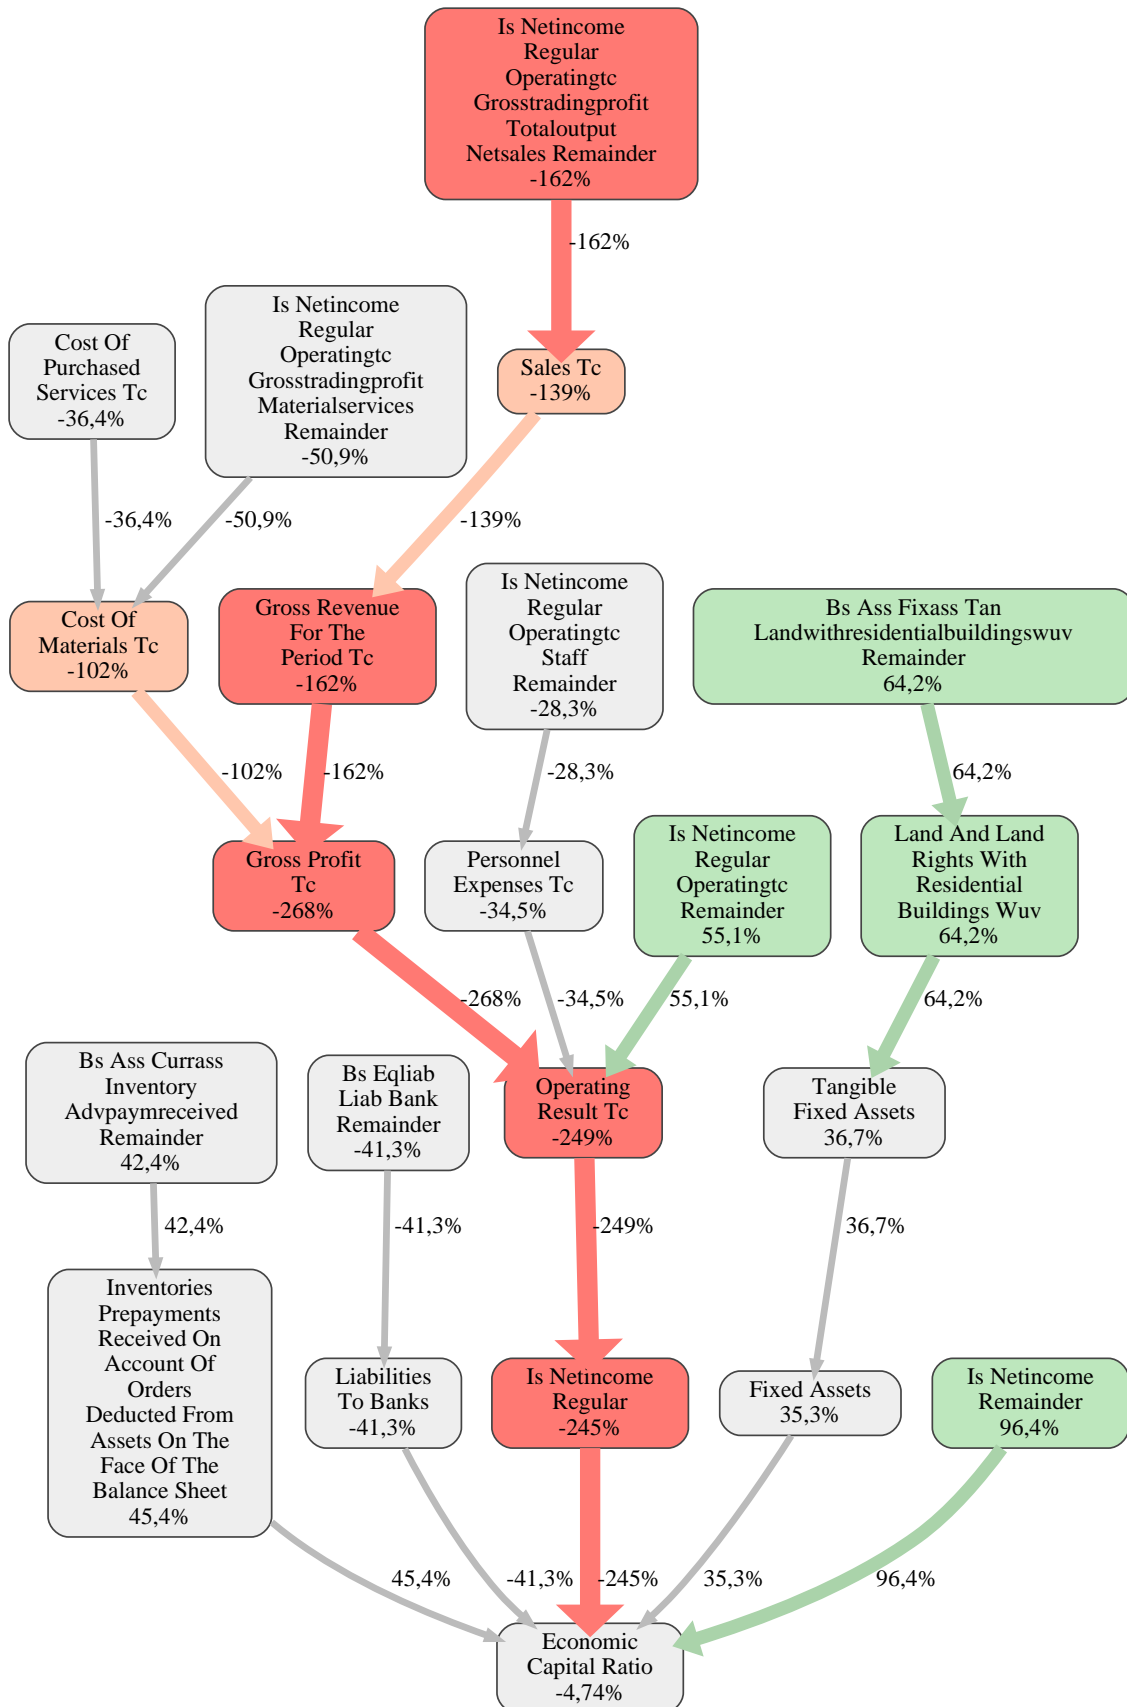 Is Netincome
Regular
Operatingtc
Grosstradingprofit
Totaloutput
Netsales Remainder
-162%
-162%
Is Netincome
Regular
Operatingtc
Grosstradingprofit
Materialservices
Remainder
-50,9%
Cost Of
Purchased
Services Tc
-36,4%
Sales Tc
-139%
-36,4%
-50,9%
-139%
Cost Of
Materials Tc
-102%
Gross Revenue
For The
Period Tc
-162%
Is Netincome
Regular
Operatingtc
Staff
Remainder
-28,3%
Bs Ass Fixass Tan
Landwithresidentialbuildingswuv
Remainder
64,2%
-102%
-162%
-28,3%
64,2%
Gross Profit
Tc
-268%
Personnel
Expenses Tc
-34,5%
Is Netincome
Regular
Operatingtc
Remainder
55,1%
Land And Land
Rights With
Residential
Buildings Wuv
64,2%
-268%
-34,5%
55,1%
64,2%
Bs Ass Currass
Inventory
Advpaymreceived
Remainder
42,4%
Bs Eqliab
Liab Bank
Remainder
-41,3%
Operating
Result Tc
-249%
Tangible
Fixed Assets
36,7%
42,4%
-41,3%
-249%
36,7%
Inventories
Prepayments
Received On
Account Of
Orders
Deducted From
Assets On The
Face Of The
Balance Sheet
45,4%
Liabilities
To Banks
-41,3%
Is Netincome
Regular
-245%
Fixed Assets
35,3%
Is Netincome
Remainder
96,4%
45,4%
-41,3%
-245%
35,3%
96,4%
Economic
Capital Ratio
-4,74%